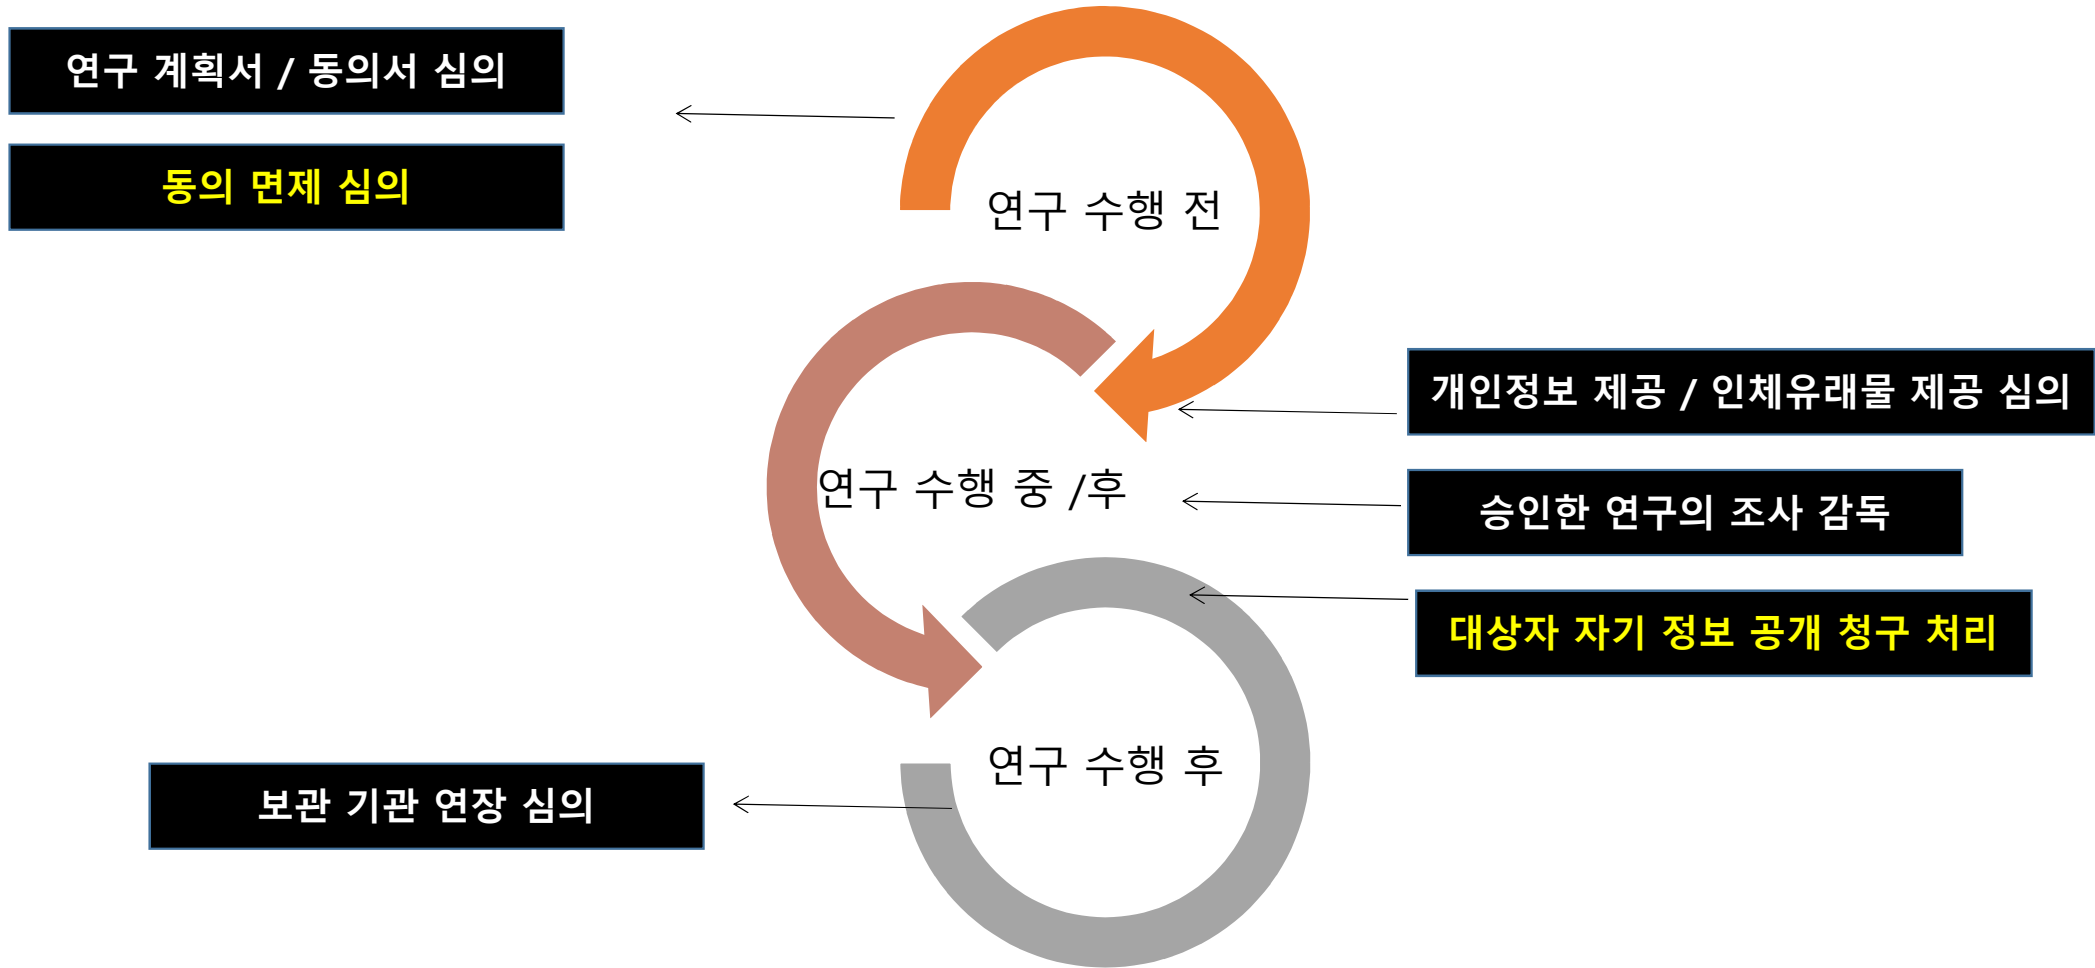 연구 계획서 / 동의서 심의
동의 면제 심의
연구 수행 전
개인정보 제공 / 인체유래물 제공 심의
연구 수행 중 /후
승인한 연구의 조사 감독
대상자 자기 정보 공개 청구 처리
연구 수행 후
보관 기관 연장 심의